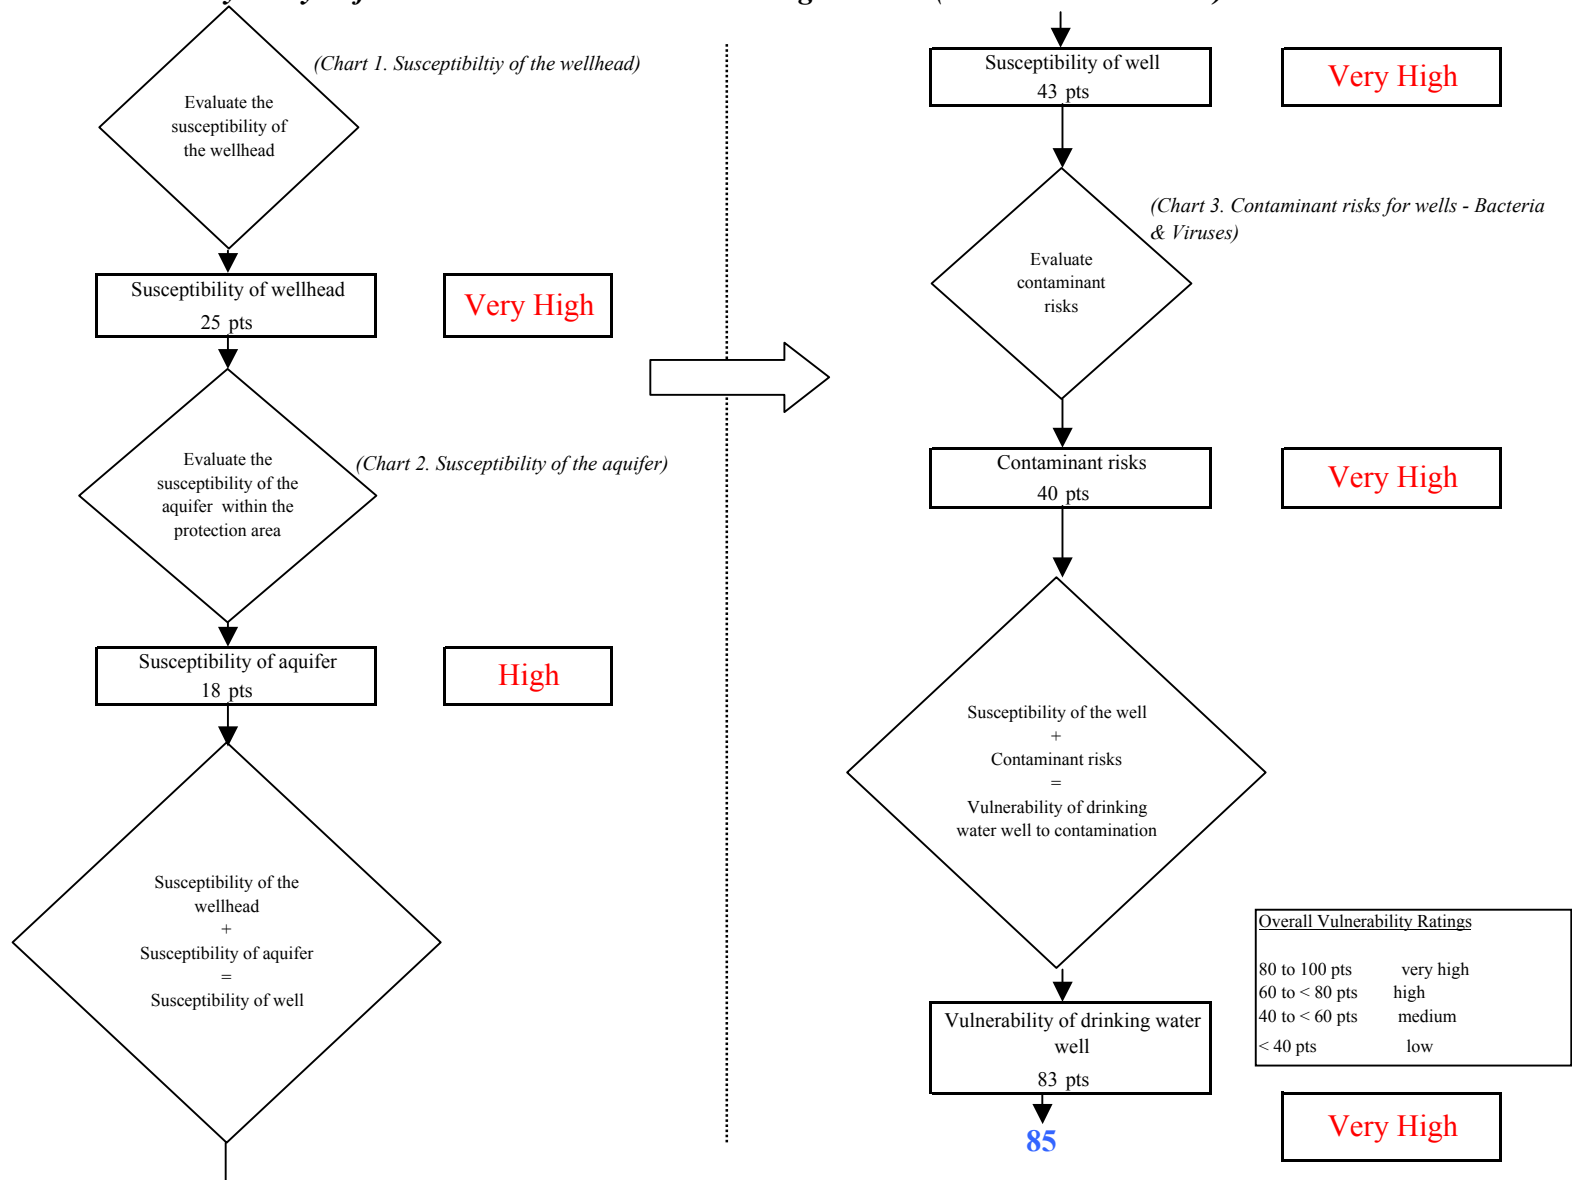 (Chart 1. Susceptibiltiy of the wellhead)
Evaluate the
susceptibility of
the wellhead
Susceptibility of wellhead
25 pts
Very High
Evaluate the
susceptibility of the
aquifer within the
protection area
(Chart 2. Susceptibility of the aquifer)
Susceptibility of aquifer
18 pts
High
Susceptibility of the
wellhead
+
Susceptibility of aquifer
=
Susceptibility of well
Susceptibility of well
43 pts
Very High
(Chart 3. Contaminant risks for wells - Bacteria
& Viruses)
Evaluate
contaminant
risks
Contaminant risks
40 pts
Very High
Susceptibility of the well
+
Contaminant risks
=
Vulnerability of drinking
water well to contamination
Overall Vulnerability Ratings
80 to 100 pts very high
60 to < 80 pts high
40 to < 60 pts medium
< 40 pts low
Vulnerability of drinking water
well
83 pts
85
Very High